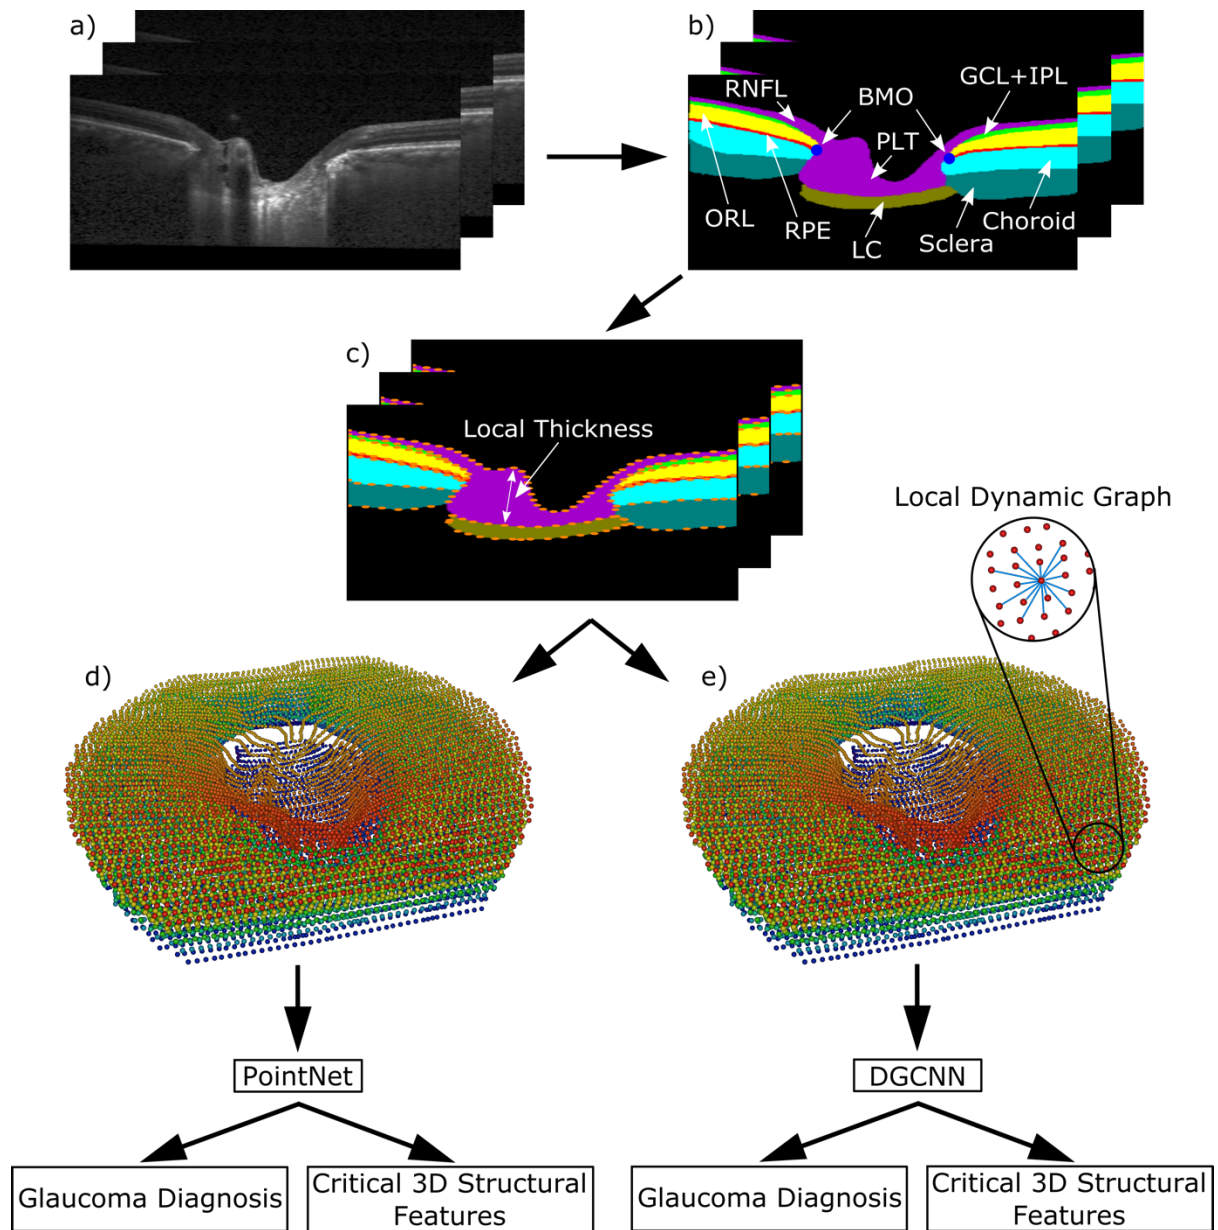 a)
b)
RNFL
BMO
GCL+IPL
PLT
ORL
RPE
LC
Sclera
Choroid
c)
Local Thickness
Local Dynamic Graph
d)
e)
PointNet
DGCNN
Glaucoma Diagnosis
Critical 3D Structural
Features
Glaucoma Diagnosis
Critical 3D Structural
Features